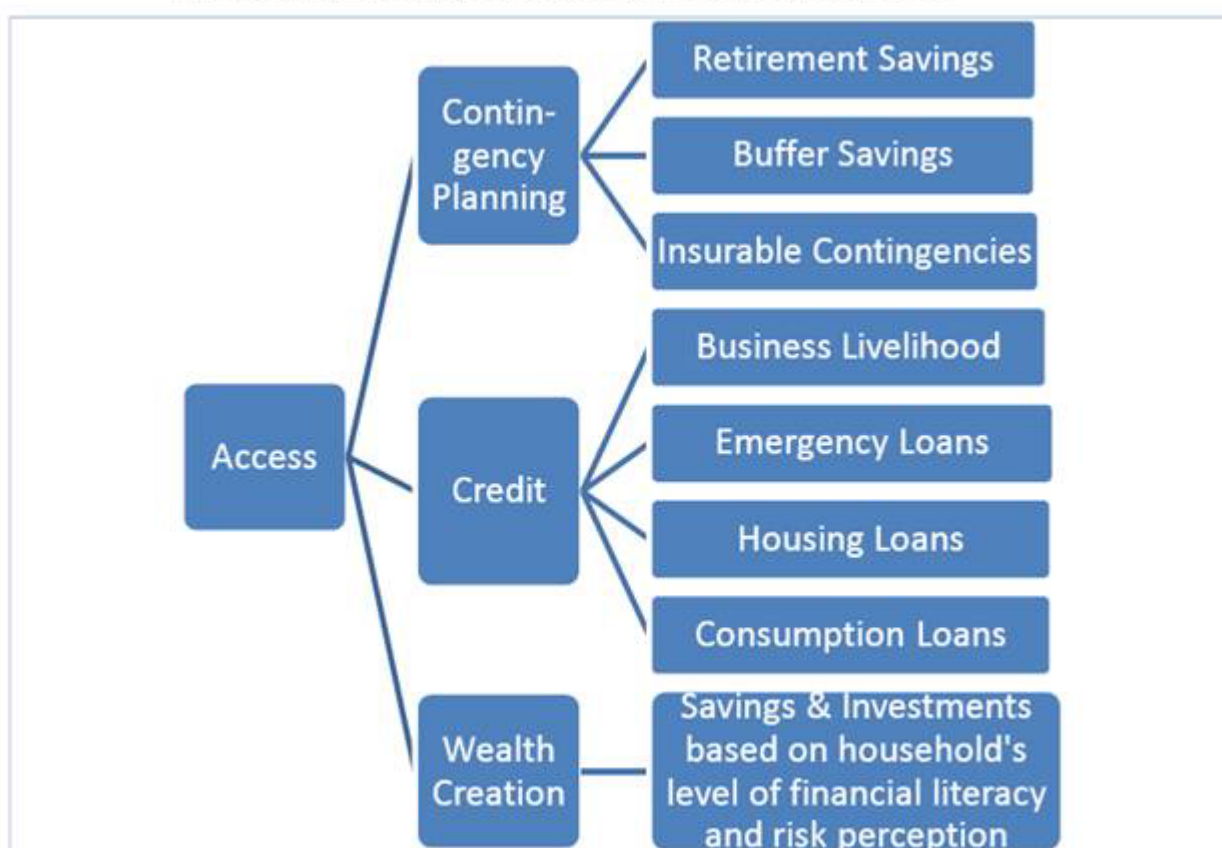 Access
Contin-
gency
Planning
Retirement Savings
Buffer Savings
Insurable Contingencies
Credit
Business Livelihood
Emergency Loans
Housing Loans
Consumption Loans
Wealth
Creation
Savings & Investments
based on household's
level of financial literacy
and risk perception